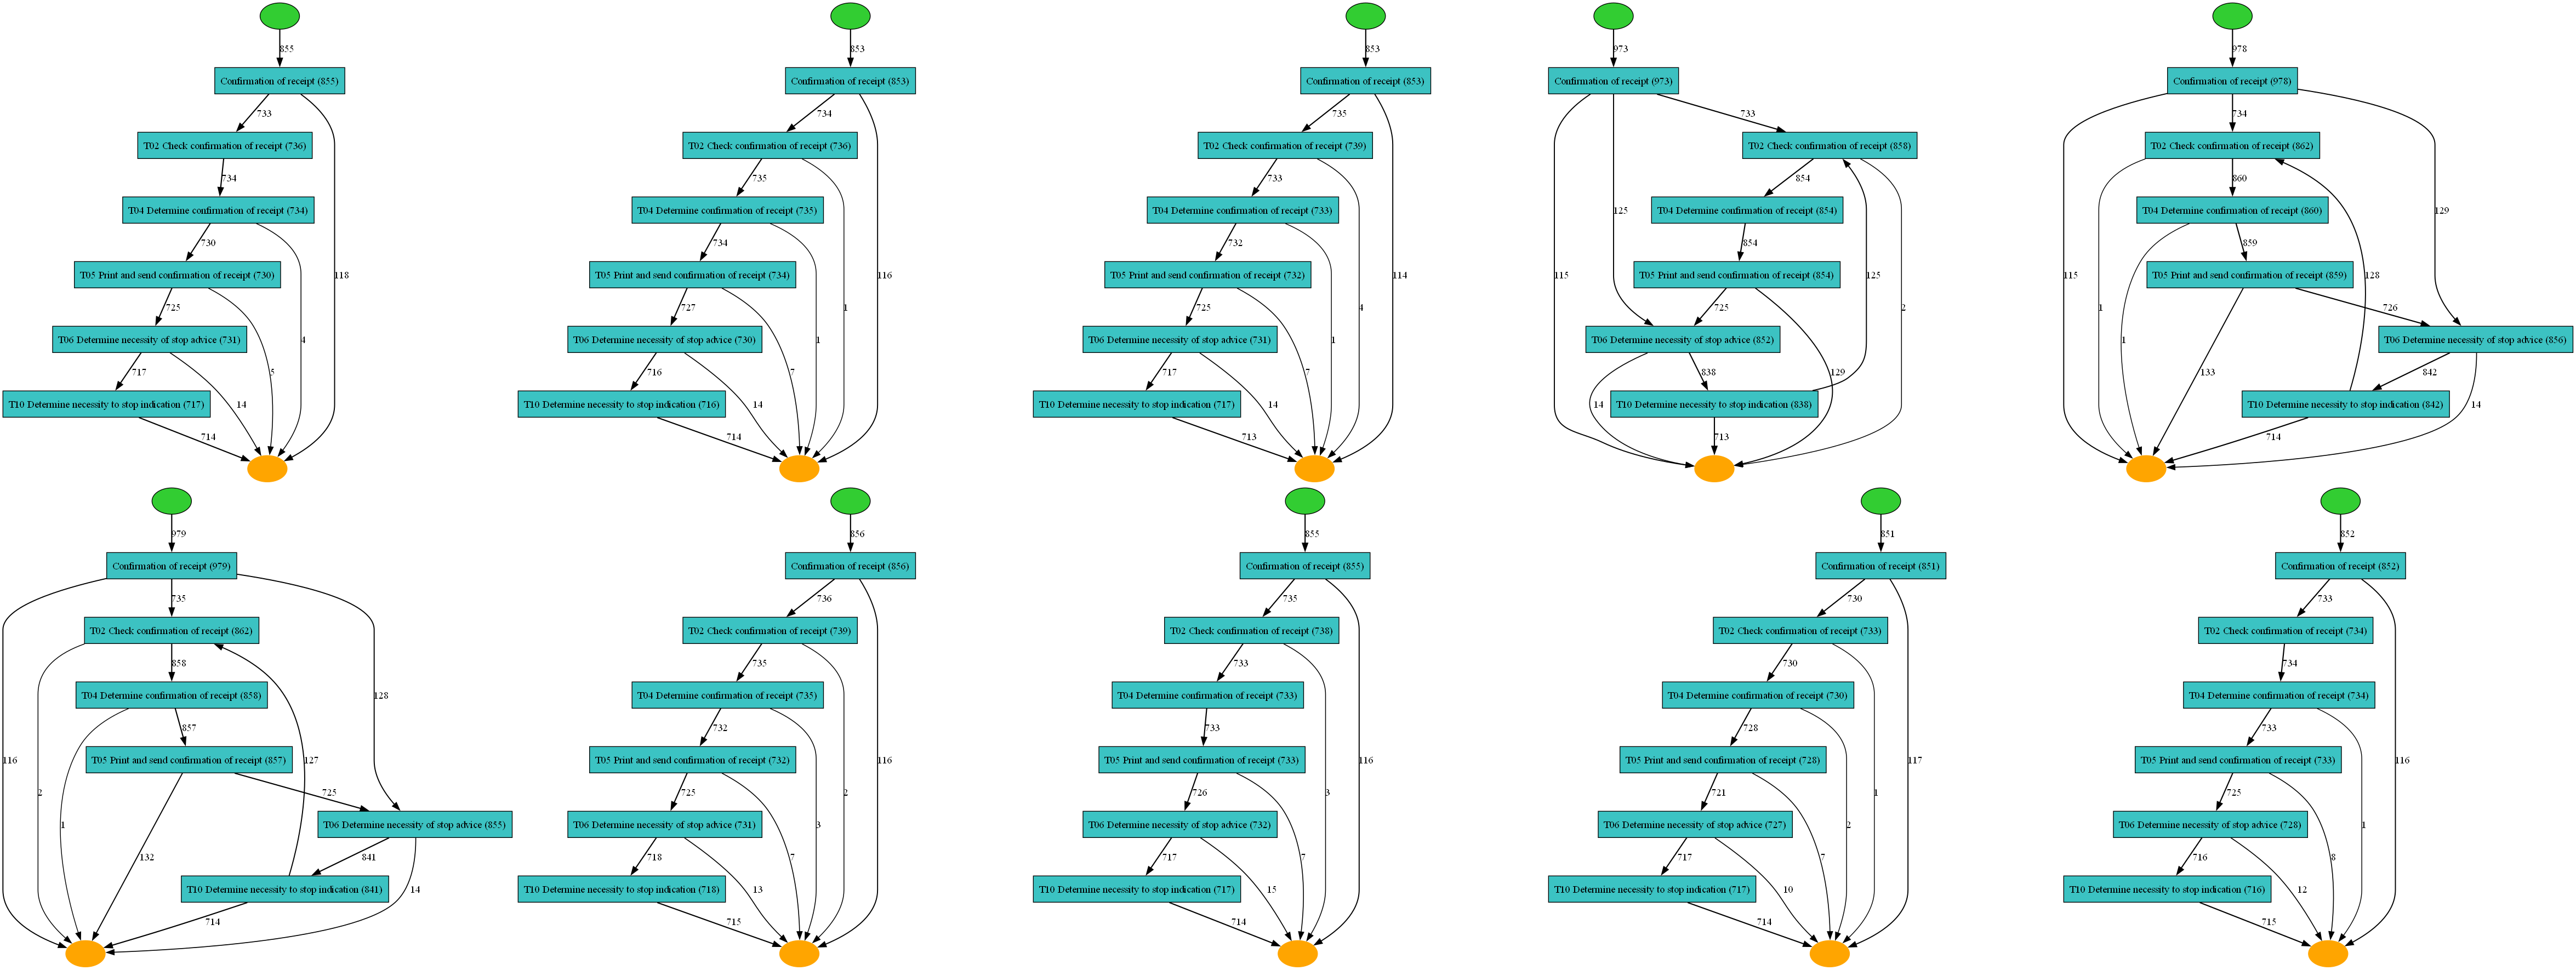 855
Confirmation of receipt (855)
733
T02 Check confirmation of receipt (736)
734
T04 Determine confirmation of receipt (734)
730
T05 Print and send confirmation of receipt (730)
118
725
5
4
T06 Determine necessity of stop advice (731)
717
14
T10 Determine necessity to stop indication (717)
714
853
Confirmation of receipt (853)
734
T02 Check confirmation of receipt (736)
735
T04 Determine confirmation of receipt (735)
734
T05 Print and send confirmation of receipt (734)
116
727
1
1
T06 Determine necessity of stop advice (730)
7
716
14
T10 Determine necessity to stop indication (716)
714
853
Confirmation of receipt (853)
735
T02 Check confirmation of receipt (739)
733
T04 Determine confirmation of receipt (733)
732
T05 Print and send confirmation of receipt (732)
114
725
4
1
T06 Determine necessity of stop advice (731)
7
717
14
T10 Determine necessity to stop indication (717)
713
973
Confirmation of receipt (973)
733
T02 Check confirmation of receipt (858)
854
125
T04 Determine confirmation of receipt (854)
854
T05 Print and send confirmation of receipt (854)
115
125
725
2
T06 Determine necessity of stop advice (852)
838
129
14
T10 Determine necessity to stop indication (838)
713
978
Confirmation of receipt (978)
734
T02 Check confirmation of receipt (862)
860
129
T04 Determine confirmation of receipt (860)
859
T05 Print and send confirmation of receipt (859)
115
128
1
726
1
T06 Determine necessity of stop advice (856)
133
842
14
T10 Determine necessity to stop indication (842)
714
979
Confirmation of receipt (979)
735
T02 Check confirmation of receipt (862)
858
128
T04 Determine confirmation of receipt (858)
857
T05 Print and send confirmation of receipt (857)
116
127
2
725
1
T06 Determine necessity of stop advice (855)
132
841
14
T10 Determine necessity to stop indication (841)
714
856
Confirmation of receipt (856)
736
T02 Check confirmation of receipt (739)
735
T04 Determine confirmation of receipt (735)
732
T05 Print and send confirmation of receipt (732)
116
725
2
3
T06 Determine necessity of stop advice (731)
7
718
13
T10 Determine necessity to stop indication (718)
715
855
Confirmation of receipt (855)
735
T02 Check confirmation of receipt (738)
733
T04 Determine confirmation of receipt (733)
733
T05 Print and send confirmation of receipt (733)
116
726
3
T06 Determine necessity of stop advice (732)
7
717
15
T10 Determine necessity to stop indication (717)
714
851
Confirmation of receipt (851)
730
T02 Check confirmation of receipt (733)
730
T04 Determine confirmation of receipt (730)
728
T05 Print and send confirmation of receipt (728)
117
721
1
2
T06 Determine necessity of stop advice (727)
7
717
10
T10 Determine necessity to stop indication (717)
714
852
Confirmation of receipt (852)
733
T02 Check confirmation of receipt (734)
734
T04 Determine confirmation of receipt (734)
733
T05 Print and send confirmation of receipt (733)
116
725
1
T06 Determine necessity of stop advice (728)
8
716
12
T10 Determine necessity to stop indication (716)
715